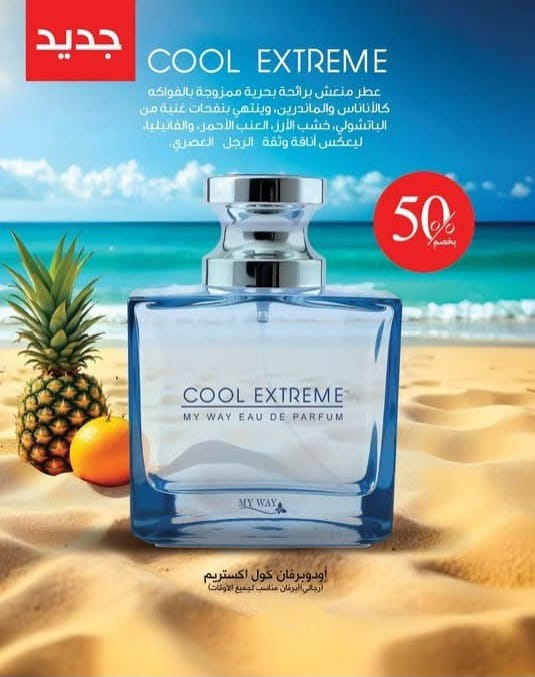 جديد
COOL EXTREME
عطر منعش برائحة بحرية ممزوجة بالفواكه
كالأناناس والماندرين، وينتهي بنفحات غنية من
الباتشولي، خشب الأرز، العنب الأحمر، والفانيليا،
ليعكس أناقة وثقة الرجل العصري.
50%
بخصم
COOL EXTREME
MY WAY EAU DE PARFUM
MY WAY
أودوبرفان كول اكستريم
(رجالي)(برفان مناسب لجميع الأوقات)